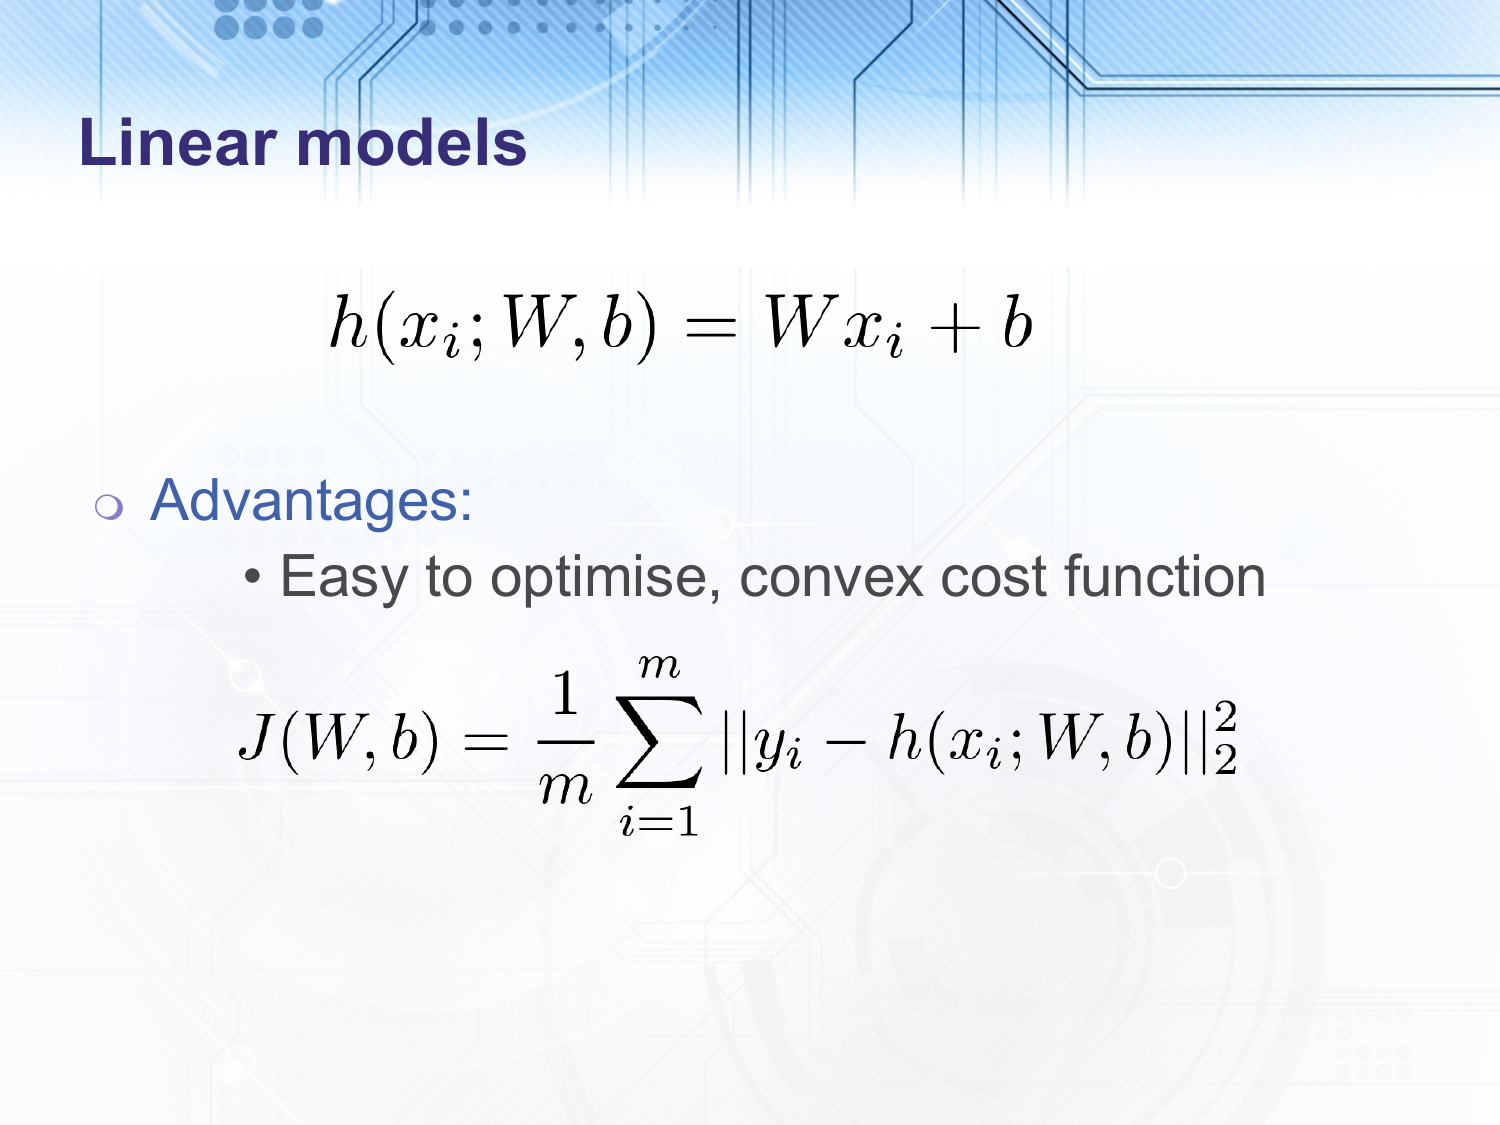 Linear models
h(x_i; W, b) = Wx_i + b
Advantages:
• Easy to optimise, convex cost function
J(W, b) = \frac{1}{m} \sum_{i=1}^{m} ||y_i − h(x_i; W, b)||_2^2